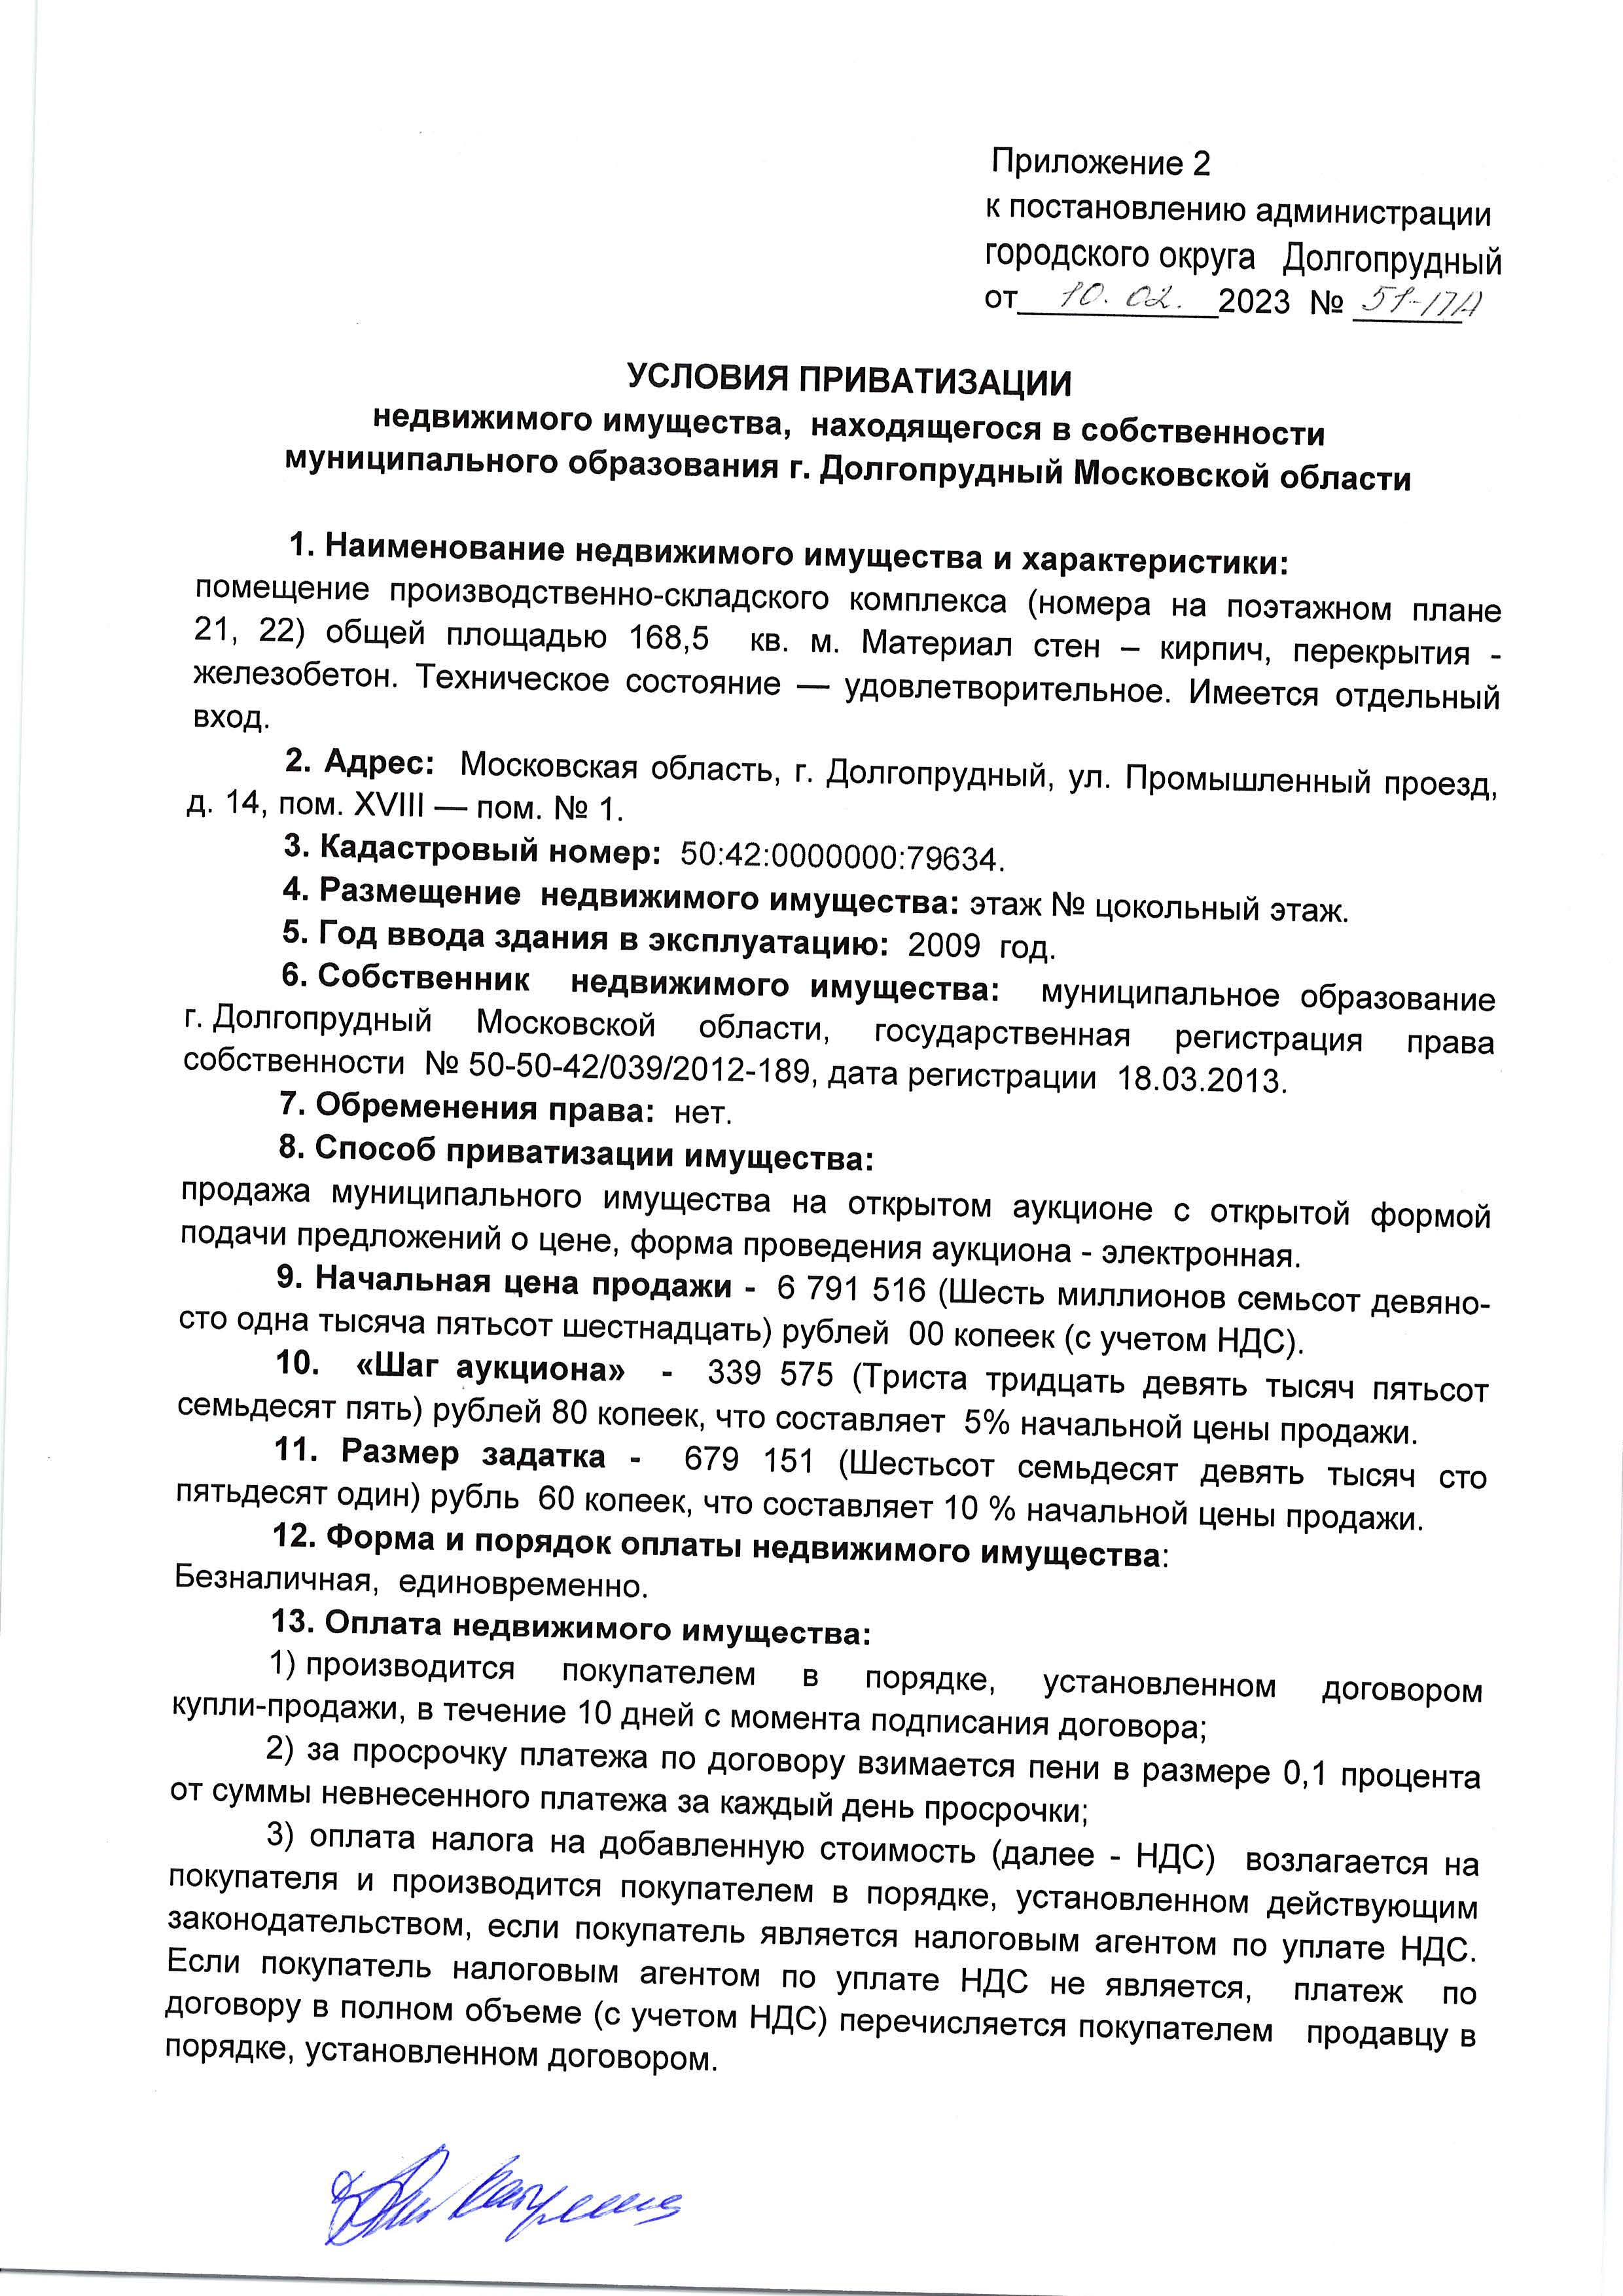 Приложение 2
к постановлению администрации
городского округа Долгопрудный
от 10.02. 2023 № 51-ПА
УСЛОВИЯ ПРИВАТИЗАЦИИ
недвижимого имущества, находящегося в собственности
муниципального образования г. Долгопрудный Московской области
1. Наименование недвижимого имущества и характеристики:
помещение производственно-складского комплекса (номера на поэтажном плане
21, 22) общей площадью 168,5 кв. м. Материал стен – кирпич, перекрытия -
железобетон. Техническое состояние — удовлетворительное. Имеется отдельный
вход.
2. Адрес: Московская область, г. Долгопрудный, ул. Промышленный проезд,
д. 14, пом. XVIII — пом. № 1.
3. Кадастровый номер: 50:42:0000000:79634.
4. Размещение недвижимого имущества: этаж № цокольный этаж.
5. Год ввода здания в эксплуатацию: 2009 год.
6. Собственник недвижимого имущества: муниципальное образование
г. Долгопрудный Московской области, государственная регистрация права
собственности № 50-50-42/039/2012-189, дата регистрации 18.03.2013.
7. Обременения права: нет.
8. Способ приватизации имущества:
продажа муниципального имущества на открытом аукционе с открытой формой
подачи предложений о цене, форма проведения аукциона - электронная.
9. Начальная цена продажи - 6 791 516 (Шесть миллионов семьсот девяно-
сто одна тысяча пятьсот шестнадцать) рублей 00 копеек (с учетом НДС).
10. «Шаг аукциона» - 339 575 (Триста тридцать девять тысяч пятьсот
семьдесят пять) рублей 80 копеек, что составляет 5% начальной цены продажи.
11. Размер задатка - 679 151 (Шестьсот семьдесят девять тысяч сто
пятьдесят один) рубль 60 копеек, что составляет 10 % начальной цены продажи.
12. Форма и порядок оплаты недвижимого имущества:
Безналичная, единовременно.
13. Оплата недвижимого имущества:
1) производится покупателем в порядке, установленном договором
купли-продажи, в течение 10 дней с момента подписания договора;
2) за просрочку платежа по договору взимается пени в размере 0,1 процента
от суммы невнесенного платежа за каждый день просрочки;
3) оплата налога на добавленную стоимость (далее - НДС) возлагается на
покупателя и производится покупателем в порядке, установленном действующим
законодательством, если покупатель является налоговым агентом по уплате НДС.
Если покупатель налоговым агентом по уплате НДС не является, платеж по
договору в полном объеме (с учетом НДС) перечисляется покупателем продавцу в
порядке, установленном договором.